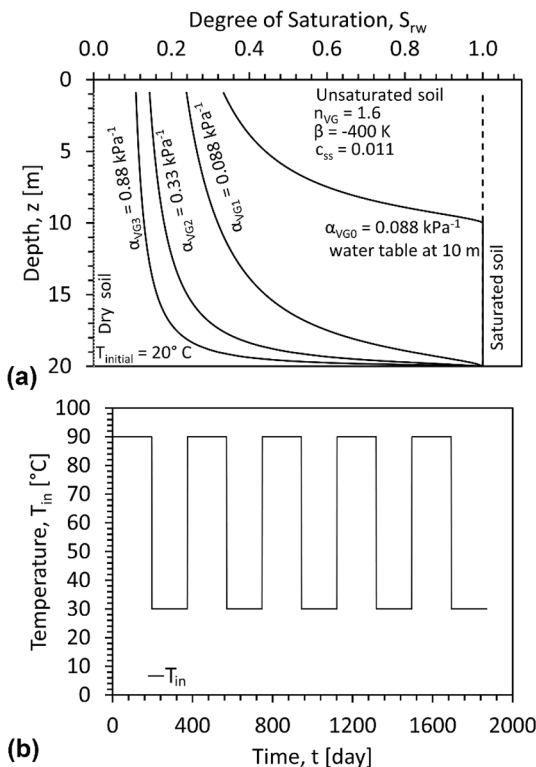 Degree of Saturation, Srw
0.0 0.2 0.4 0.6 0.8 1.0
0
5
10
15
20
Depth, z [m]
Unsaturated soil
nVG = 1.6
β = -400 K
css = 0.011
αVG3 = 0.88 kPa-1
αVG2 = 0.33 kPa-1
αVG1 = 0.088 kPa-1
αVG0 = 0.088 kPa-1
water table at 10 m
Dry soil
Saturated soil
Tinitial = 20° C
(a)
100
90
80
70
60
50
40
30
20
10
0
Temperature, Tin [°C]
—Tin
0 400 800 1200 1600 2000
Time, t [day]
(b)